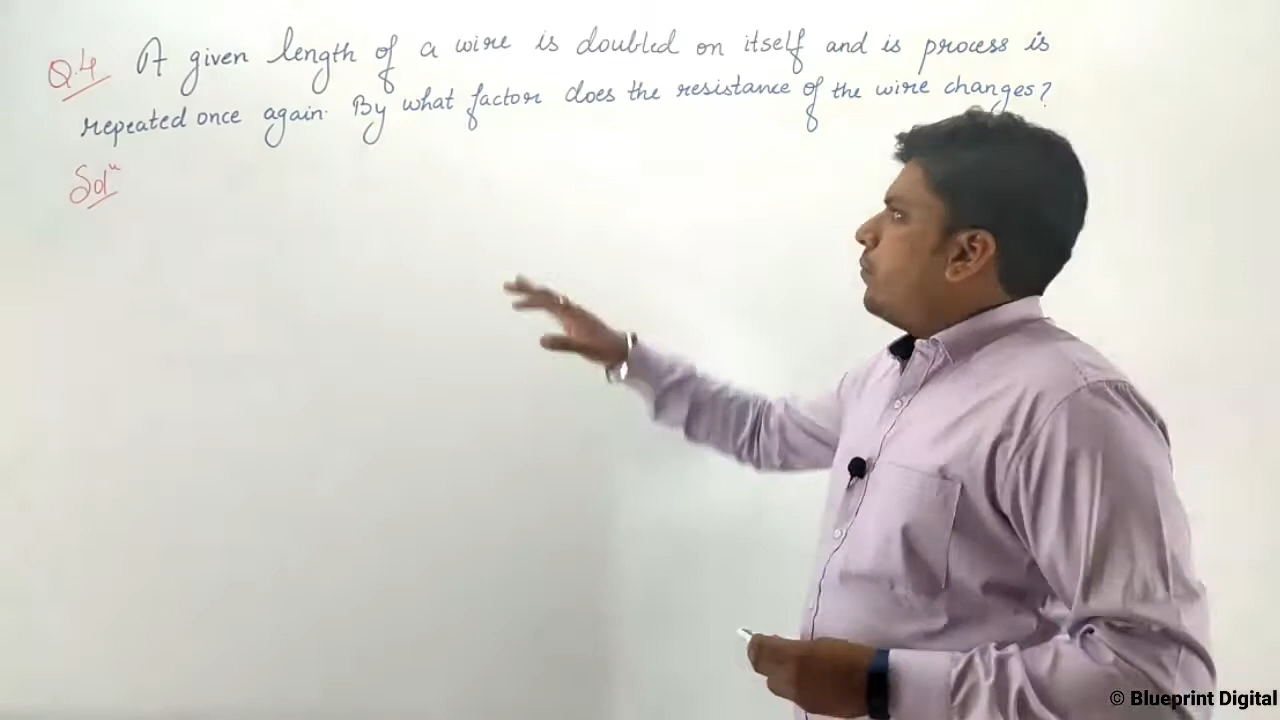 Q.4 A given length of a wire is doubled on itself and is process is
repeated once again. By what factor does the resistance of the wire changes?
Solⁿ
© Blueprint Digital